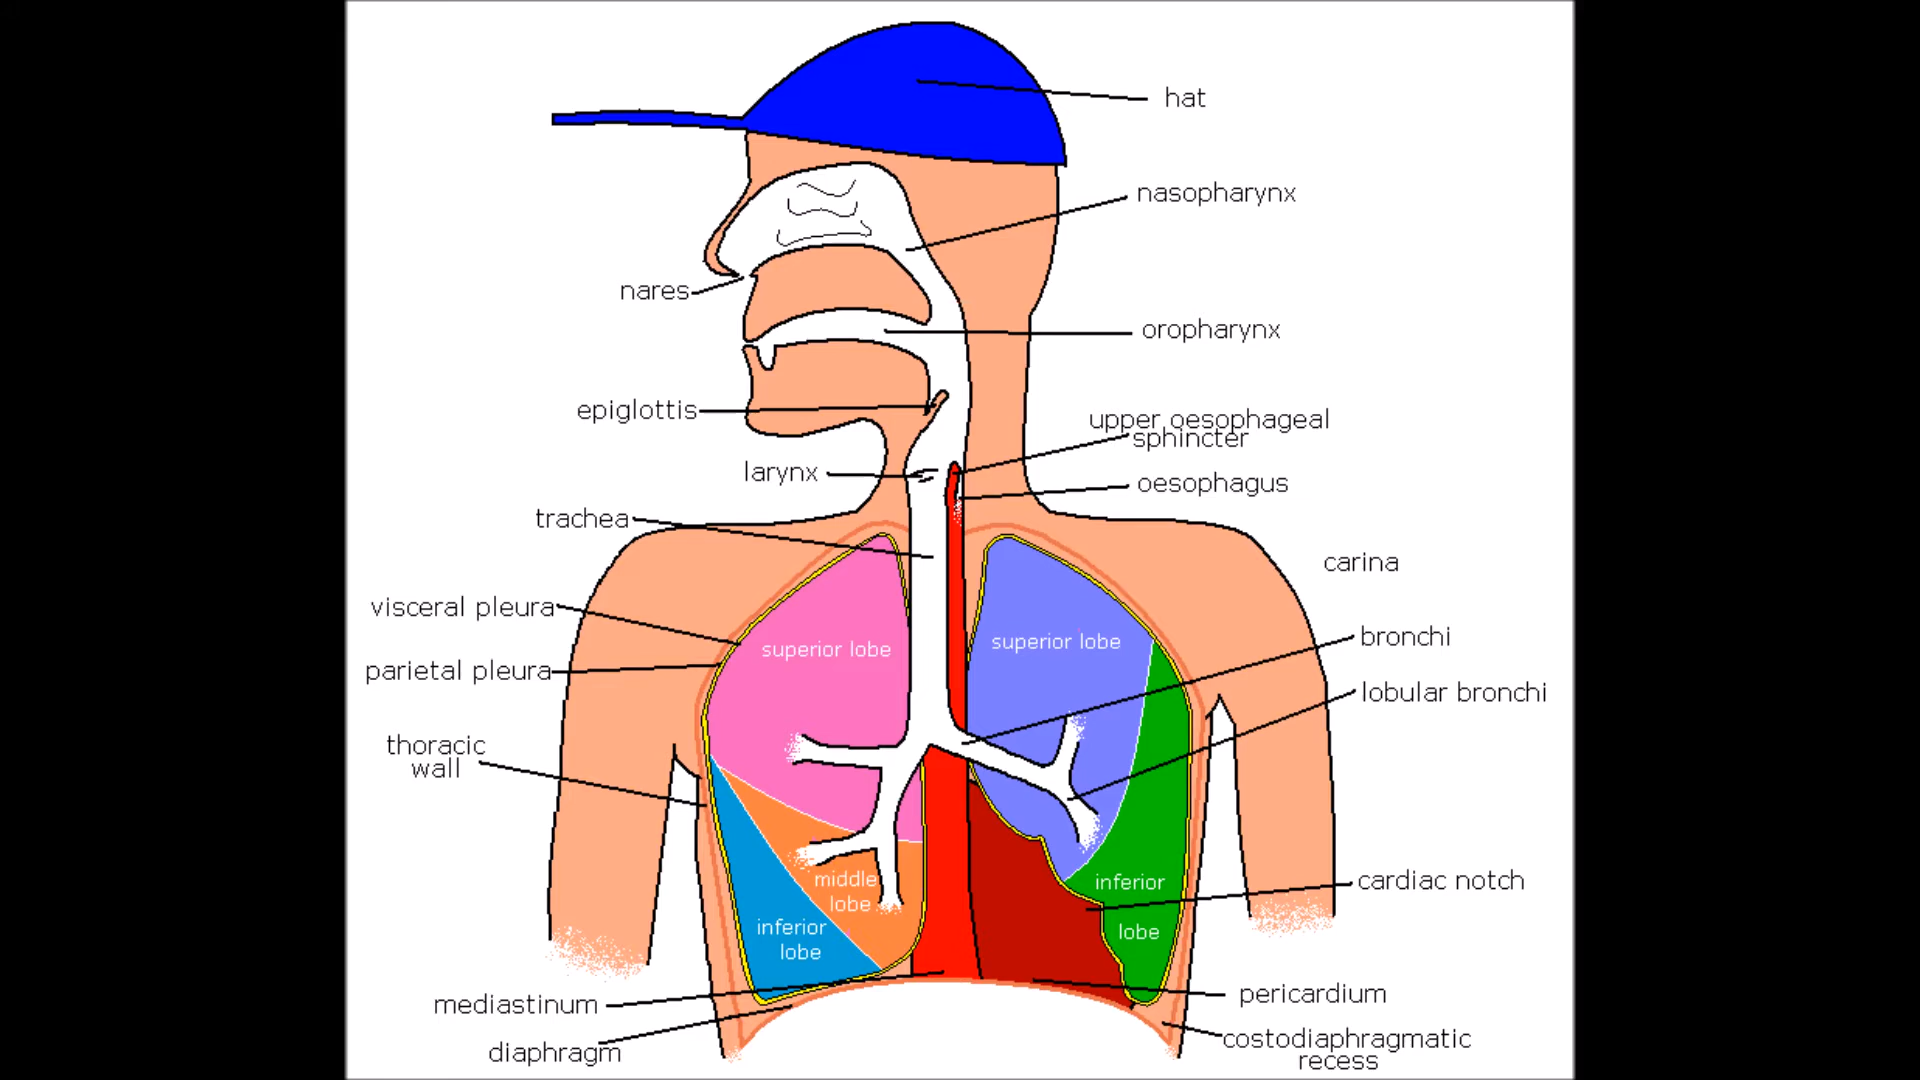 hat
nasopharynx
nares
oropharynx
epiglottis
upper oesophageal
sphincter
larynx
oesophagus
trachea
carina
visceral pleura
superior lobe
superior lobe
bronchi
parietal pleura
lobular bronchi
thoracic
wall
middle
lobe
inferior
lobe
cardiac notch
inferior
lobe
mediastinum
pericardium
diaphragm
costodiaphragmatic
recess